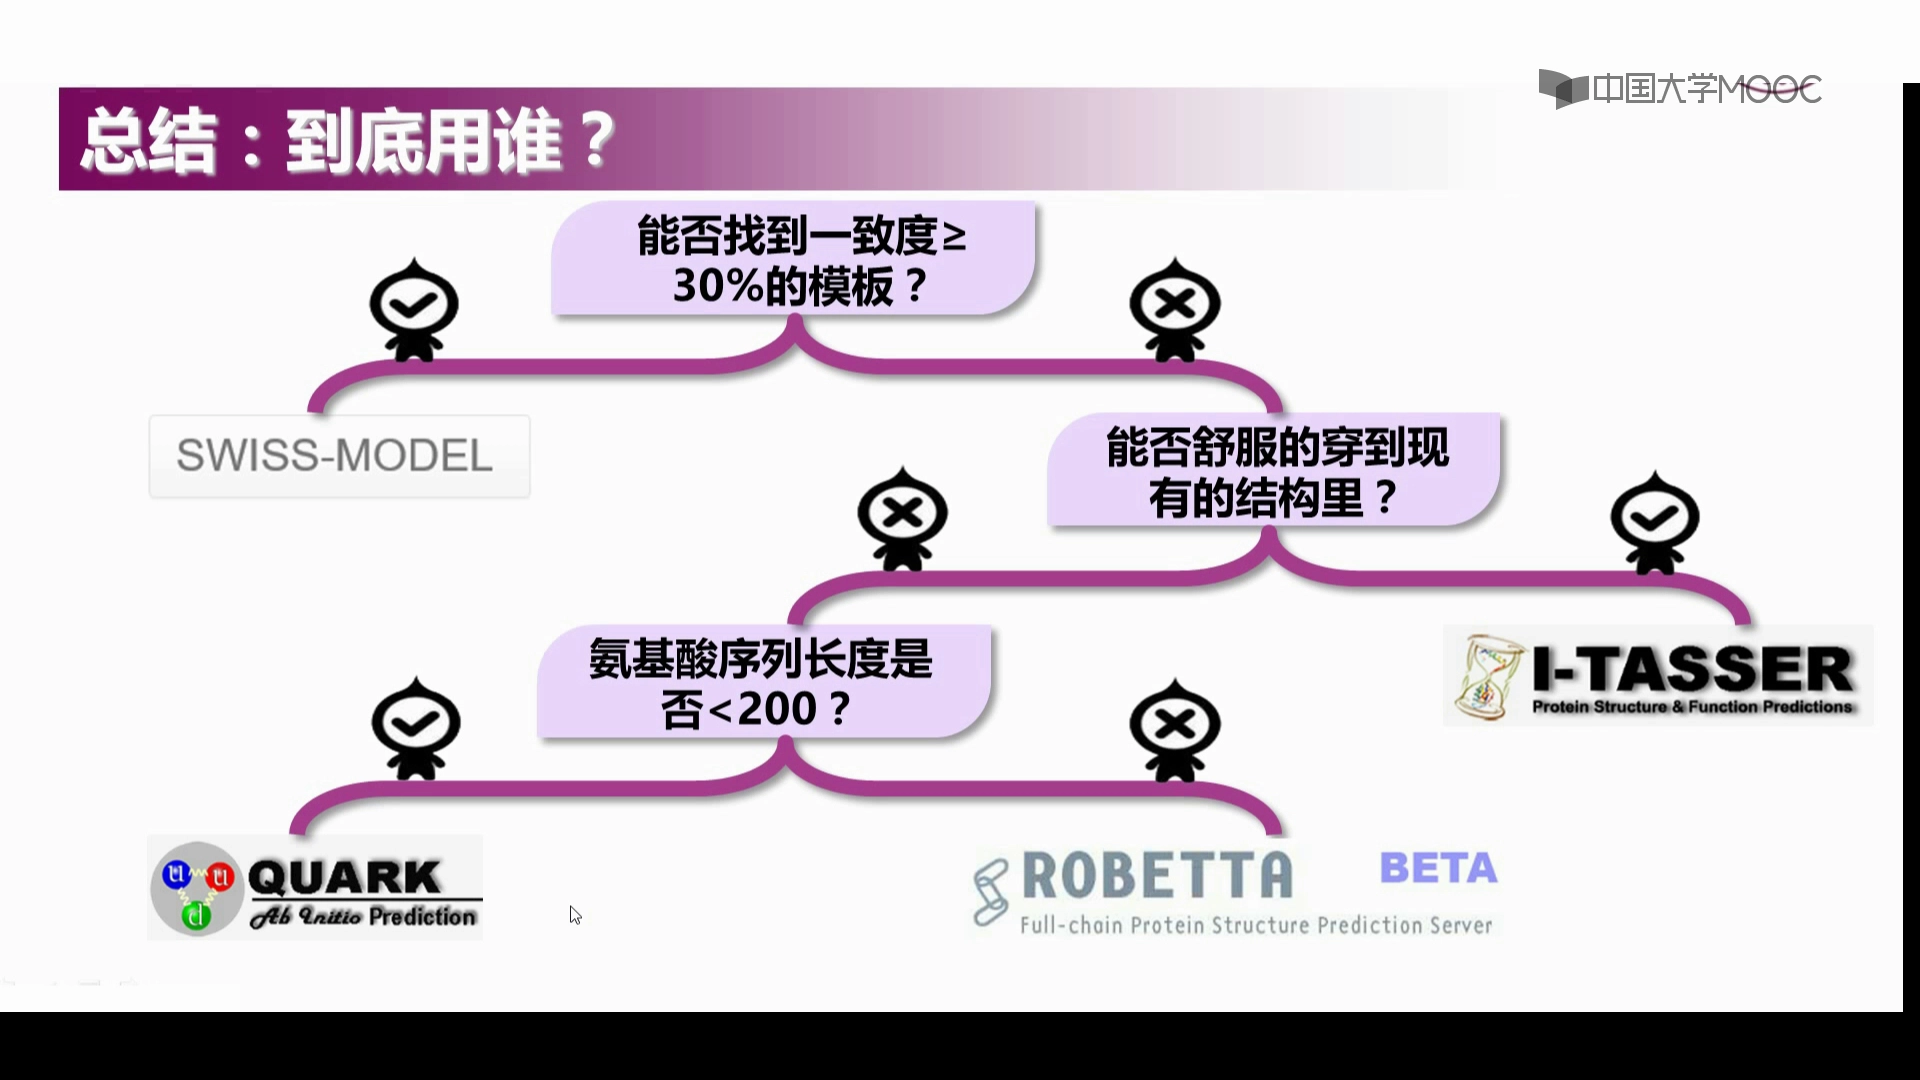 中国大学MOOC
总结：到底用谁？
能否找到一致度≥
30%的模板？
SWISS-MODEL
能否舒服的穿到现
有的结构里？
氨基酸序列长度是
否<200？
I-TASSER
Protein Structure & Function Predictions
u u
d
QUARK
Ab Initio Prediction
ROBETTA BETA
Full-chain Protein Structure Prediction Server